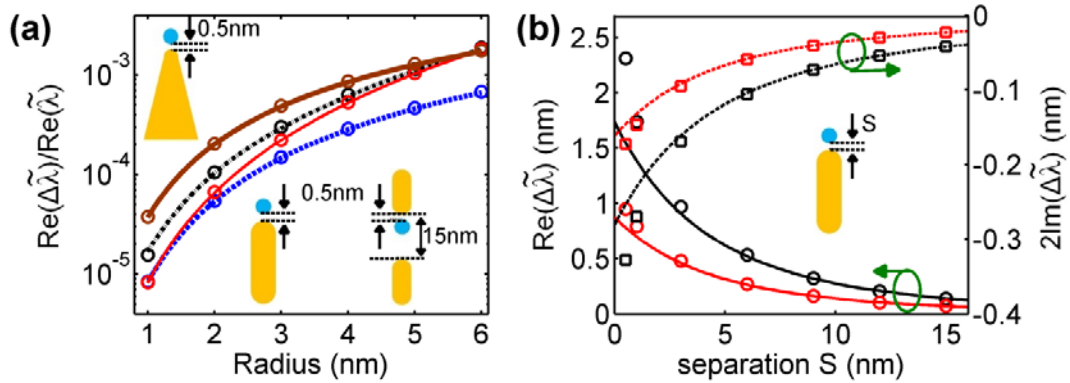 (a)
0.5nm
Re(Δλ̃)/Re(λ̃)
10⁻³
10⁻⁴
10⁻⁵
0.5nm
15nm
1 2 3 4 5 6
Radius (nm)
(b)
Re(Δλ̃) (nm)
2.5
2
1.5
1
0.5
0
S
0
-0.1
-0.2
-0.3
-0.4
2Im(Δλ̃) (nm)
0 5 10 15
separation S (nm)